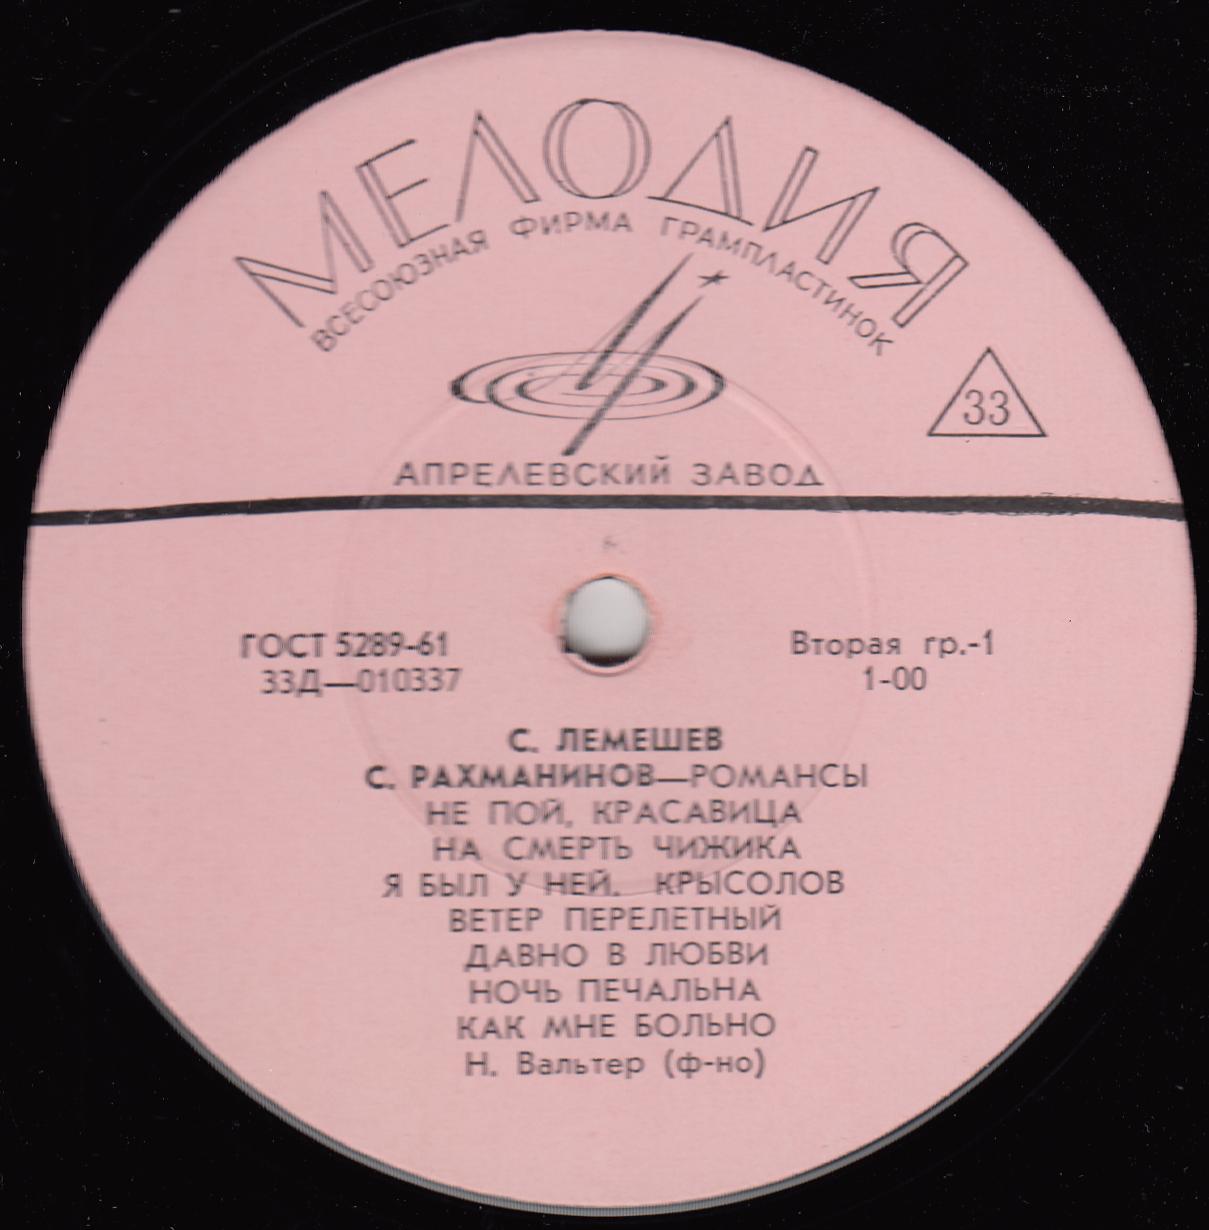 МЕЛОДИЯ
ВСЕСОЮЗНАЯ ФИРМА ГРАМПЛАСТИНОК
33
АПРЕЛЕВСКИЙ ЗАВОД
ГОСТ 5289-61
Вторая гр.-1
33Д—010337
1-00
С. ЛЕМЕШЕВ
С. РАХМАНИНОВ—РОМАНСЫ
НЕ ПОЙ, КРАСАВИЦА
НА СМЕРТЬ ЧИЖИКА
Я БЫЛ У НЕЙ. КРЫСОЛОВ
ВЕТЕР ПЕРЕЛЕТНЫЙ
ДАВНО В ЛЮБВИ
НОЧЬ ПЕЧАЛЬНА
КАК МНЕ БОЛЬНО
Н. Вальтер (ф-но)